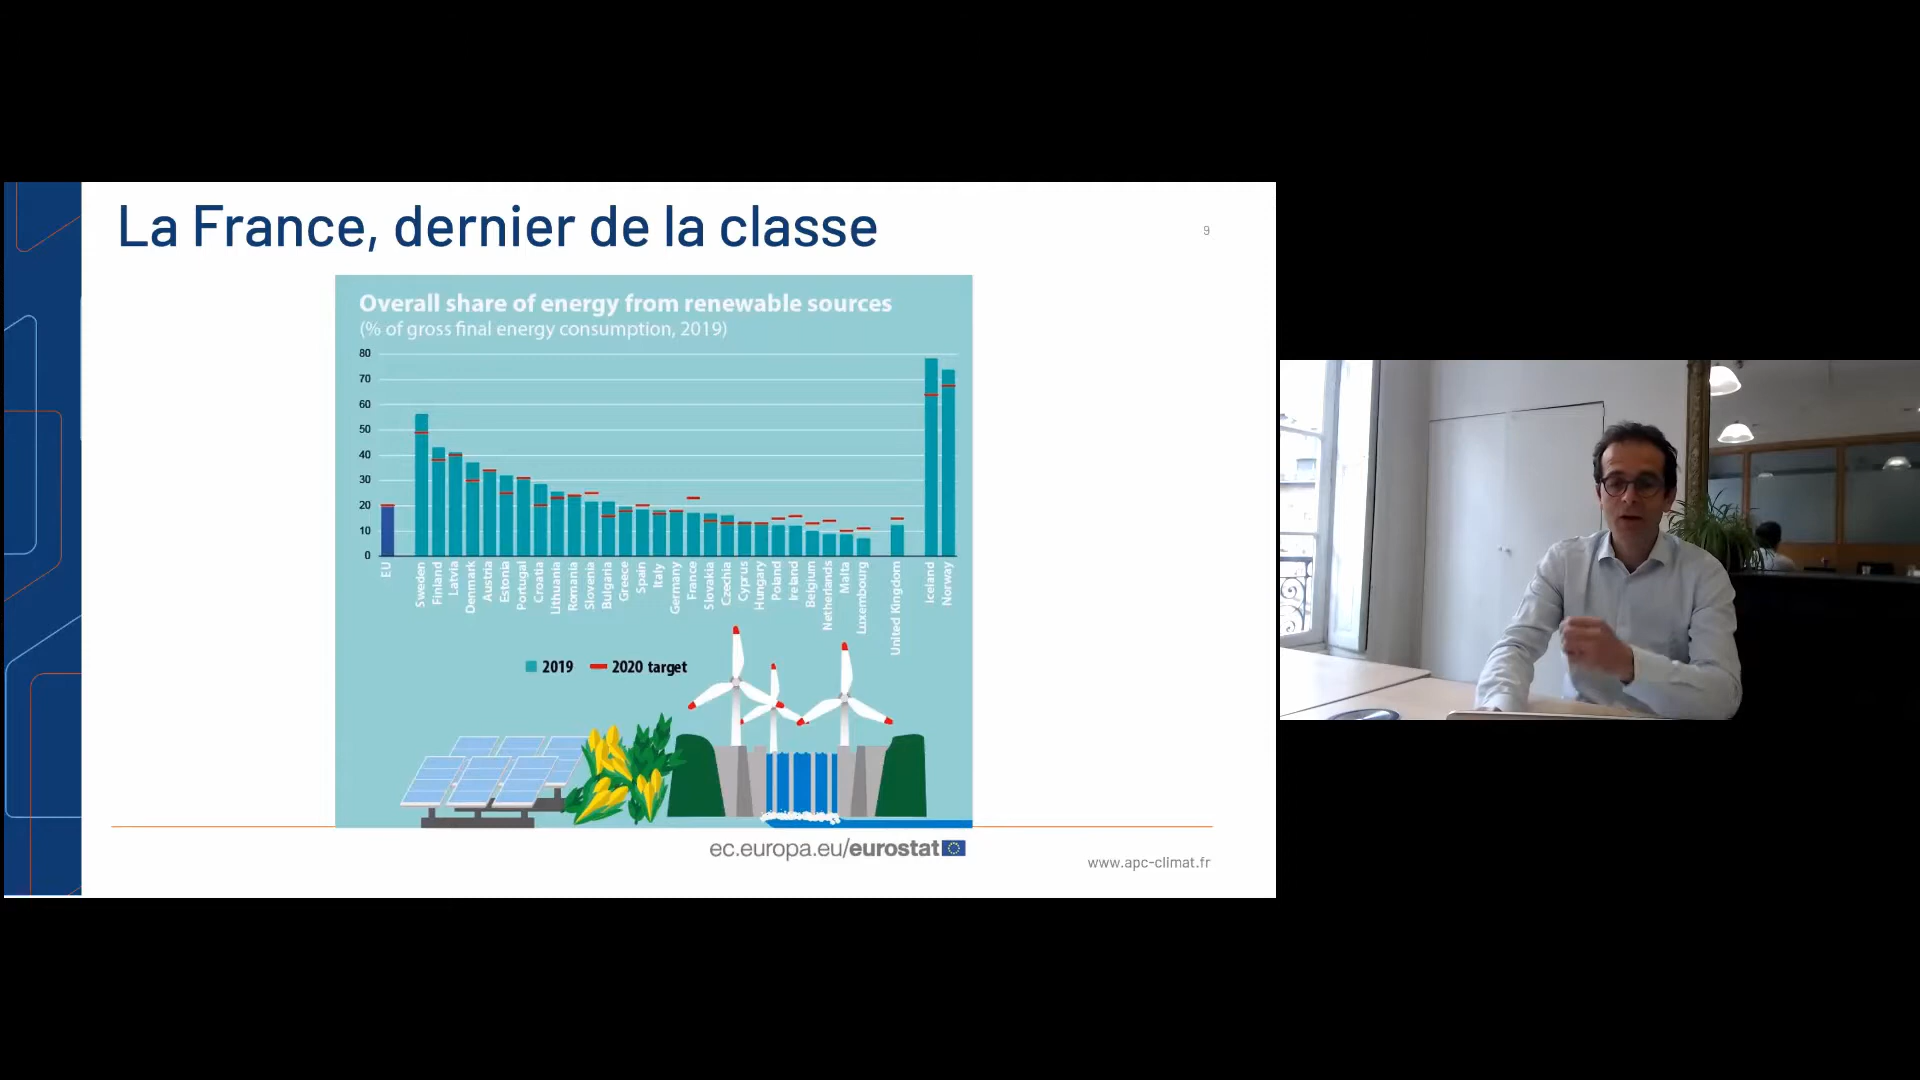 La France, dernier de la classe
9
Overall share of energy from renewable sources
(% of gross final energy consumption, 2019)
80
70
60
50
40
30
20
10
0
EU
Sweden
Finland
Latvia
Denmark
Austria
Estonia
Portugal
Croatia
Lithuania
Romania
Slovenia
Bulgaria
Greece
Spain
Italy
Germany
France
Slovakia
Czechia
Cyprus
Hungary
Poland
Ireland
Belgium
Netherlands
Malta
Luxembourg
United Kingdom
Iceland
Norway
2019
2020 target
ec.europa.eu/eurostat
www.apc-climat.fr